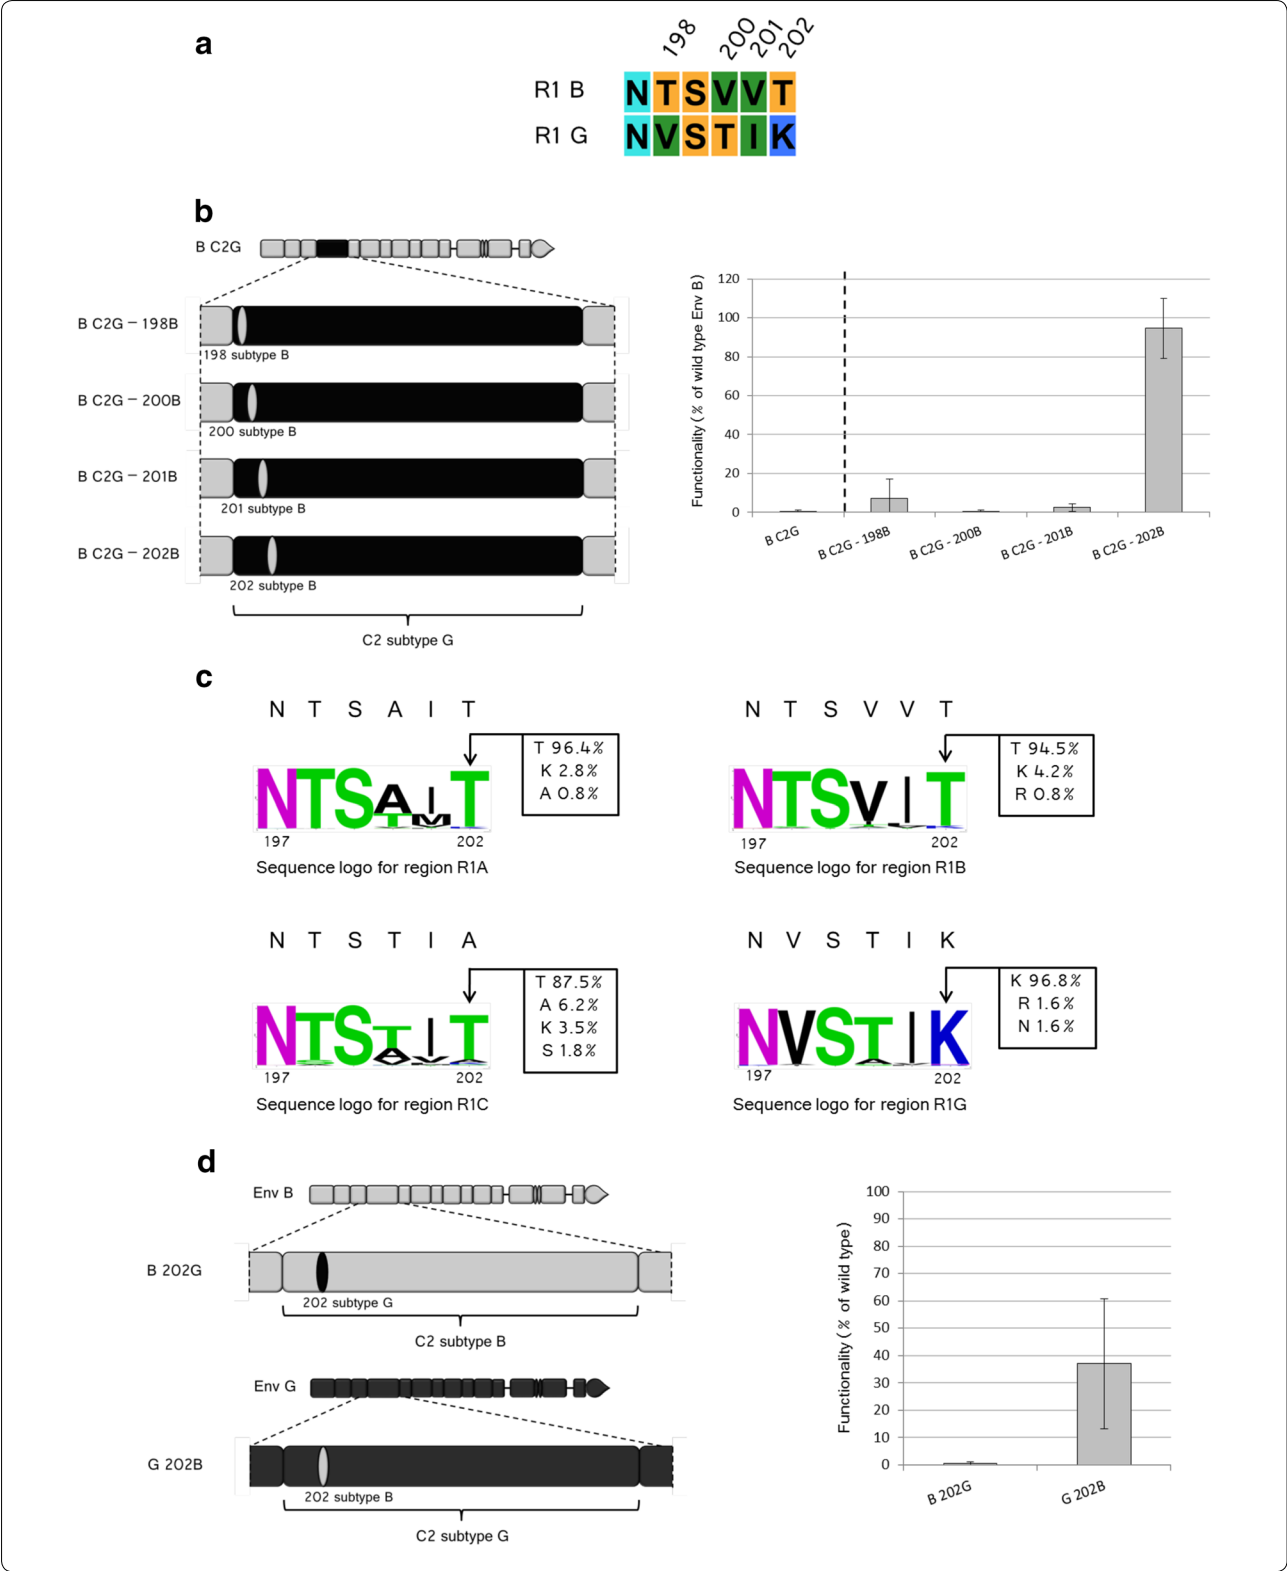 a
198 200 201 202
R1 B N T S V V T
R1 G N V S T I K
b
B C2G
B C2G – 198B
198 subtype B
B C2G – 200B
200 subtype B
B C2G – 201B
201 subtype B
B C2G – 202B
202 subtype B
C2 subtype G
Functionality (% of wild type Env B)
120
100
80
60
40
20
0
B C2G B C2G - 198B B C2G - 200B B C2G - 201B B C2G - 202B
c
N T S A I T
T 96.4%
K 2.8%
A 0.8%
NTSAIT
T M
197 202
Sequence logo for region R1A
N T S V V T
T 94.5%
K 4.2%
R 0.8%
NTSVIT
197 202
Sequence logo for region R1B
N T S T I A
T 87.5%
A 6.2%
K 3.5%
S 1.8%
NTSTIT
A V A
197 202
Sequence logo for region R1C
N V S T I K
K 96.8%
R 1.6%
N 1.6%
NVSTIK
A
197 202
Sequence logo for region R1G
d
Env B
B 202G
202 subtype G
C2 subtype B
Env G
G 202B
202 subtype B
C2 subtype G
Functionality (% of wild type)
100
90
80
70
60
50
40
30
20
10
0
B 202G G 202B